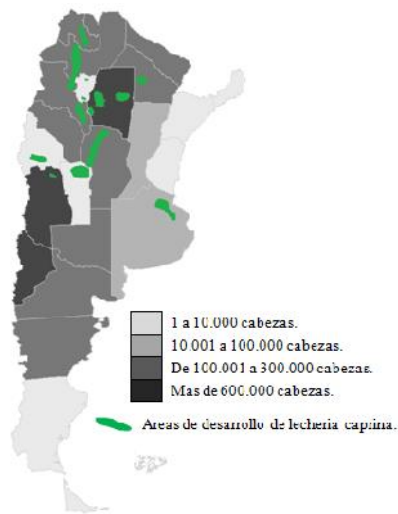 1 a 10.000 cabezas.
10 001 a 100.000 cabezas.
De 100.001 a 300.000 cabezas.
Mas de 600.000 cabezas.
Areas de desarrollo de lecheria caprina.